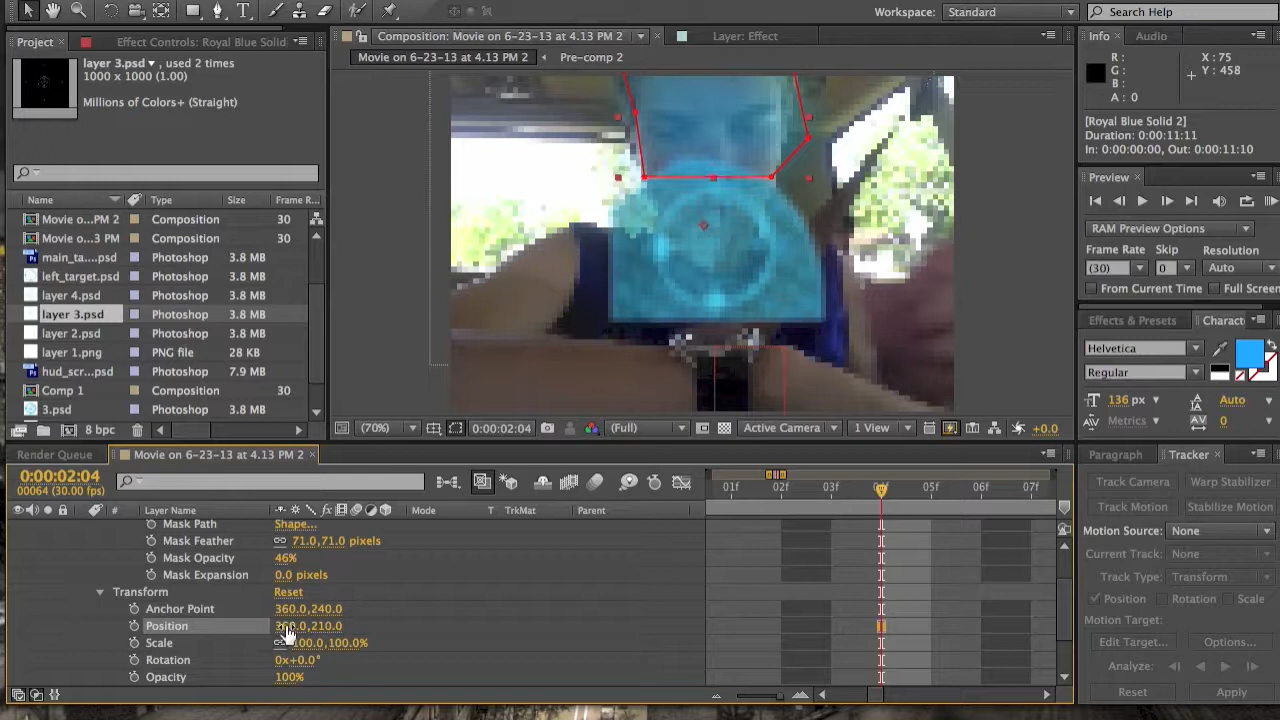 Workspace: Standard
Search Help
Project
Effect Controls: Royal Blue Solid
Composition: Movie on 6-23-13 at 4.13 PM 2
Layer: Effect
Info
Audio
Movie on 6-23-13 at 4.13 PM 2
Pre-comp 2
layer 3.psd
, used 2 times
1000 x 1000 (1.00)
Millions of Colors+ (Straight)
R :
G :
B :
A : 0
X : 75
Y : 458
[Royal Blue Solid 2]
Duration: 0:00:11:11
In: 0:00:00:00, Out: 0:00:11:10
Preview
RAM Preview Options
Frame Rate
Skip
Resolution
(30)
0
Auto
From Current Time
Full Screen
Name
Type
Size
Frame R...
Movie o...PM 2
Composition
30
Movie o...3 PM
Composition
30
main_ta....psd
Photoshop
3.8 MB
left_target.psd
Photoshop
3.8 MB
layer 4.psd
Photoshop
3.8 MB
layer 3.psd
Photoshop
3.8 MB
layer 2.psd
Photoshop
3.8 MB
layer 1.png
PNG file
28 KB
hud_scr...psd
Photoshop
7.9 MB
Comp 1
Composition
30
3.psd
Photoshop
3.8 MB
8 bpc
(70%)
0:00:02:04
(Full)
Active Camera
1 View
+0.0
Effects & Presets
Charact
Helvetica
Regular
136 px
Auto
Metrics
0
Render Queue
Movie on 6-23-13 at 4.13 PM 2
0:00:02:04
00064 (30.00 fps)
01f
02f
03f
04f
05f
06f
07f
#
Layer Name
Mode
T
TrkMat
Parent
Mask Path
Shape...
Mask Feather
71.0,71.0 pixels
Mask Opacity
46%
Mask Expansion
0.0 pixels
Transform
Reset
Anchor Point
360.0,240.0
Position
360.0,210.0
Scale
100.0,100.0%
Rotation
0x+0.0°
Opacity
100%
Paragraph
Tracker
Track Camera
Warp Stabilizer
Track Motion
Stabilize Motion
Motion Source:
None
Current Track:
None
Track Type:
Transform
Position
Rotation
Scale
Motion Target:
Edit Target...
Options...
Analyze:
Reset
Apply